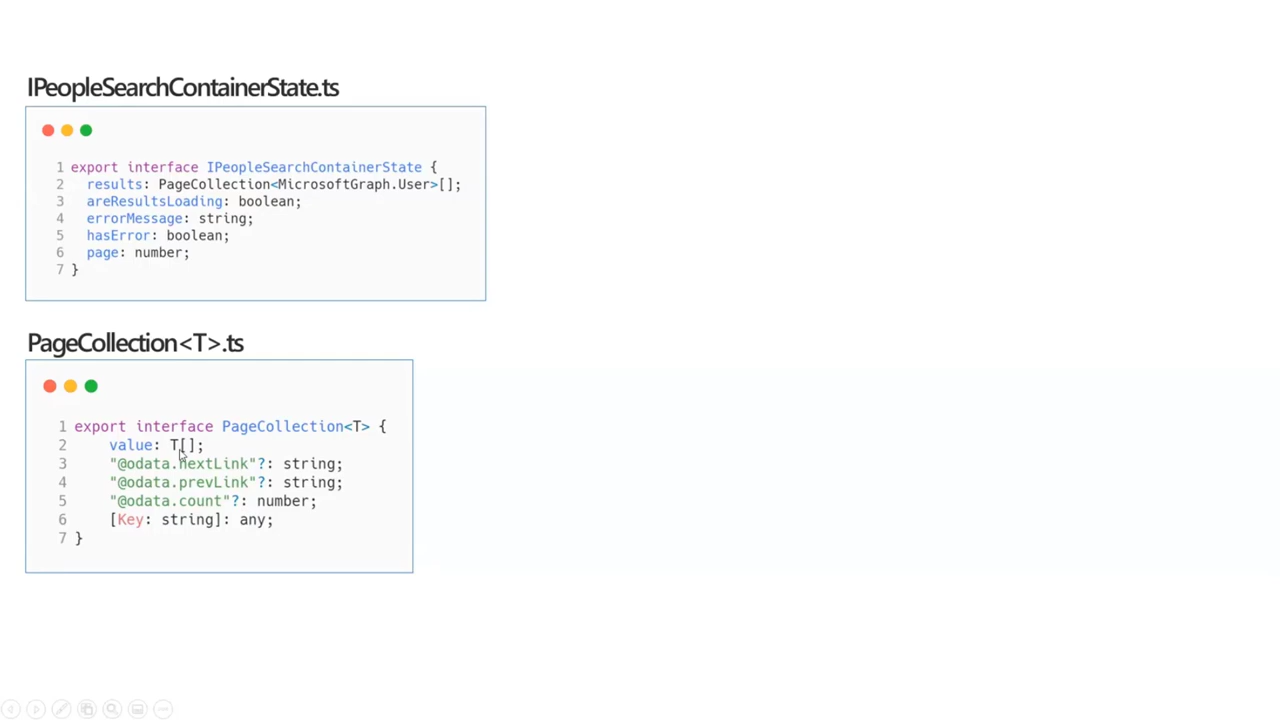 IPeopleSearchContainerState.ts
1 export interface IPeopleSearchContainerState {
2 results: PageCollection<MicrosoftGraph.User>[];
3 areResultsLoading: boolean;
4 errorMessage: string;
5 hasError: boolean;
6 page: number;
7 }
PageCollection<T>.ts
1 export interface PageCollection<T> {
2 value: T[];
3 "@odata.nextLink"?: string;
4 "@odata.prevLink"?: string;
5 "@odata.count"?: number;
6 [Key: string]: any;
7 }